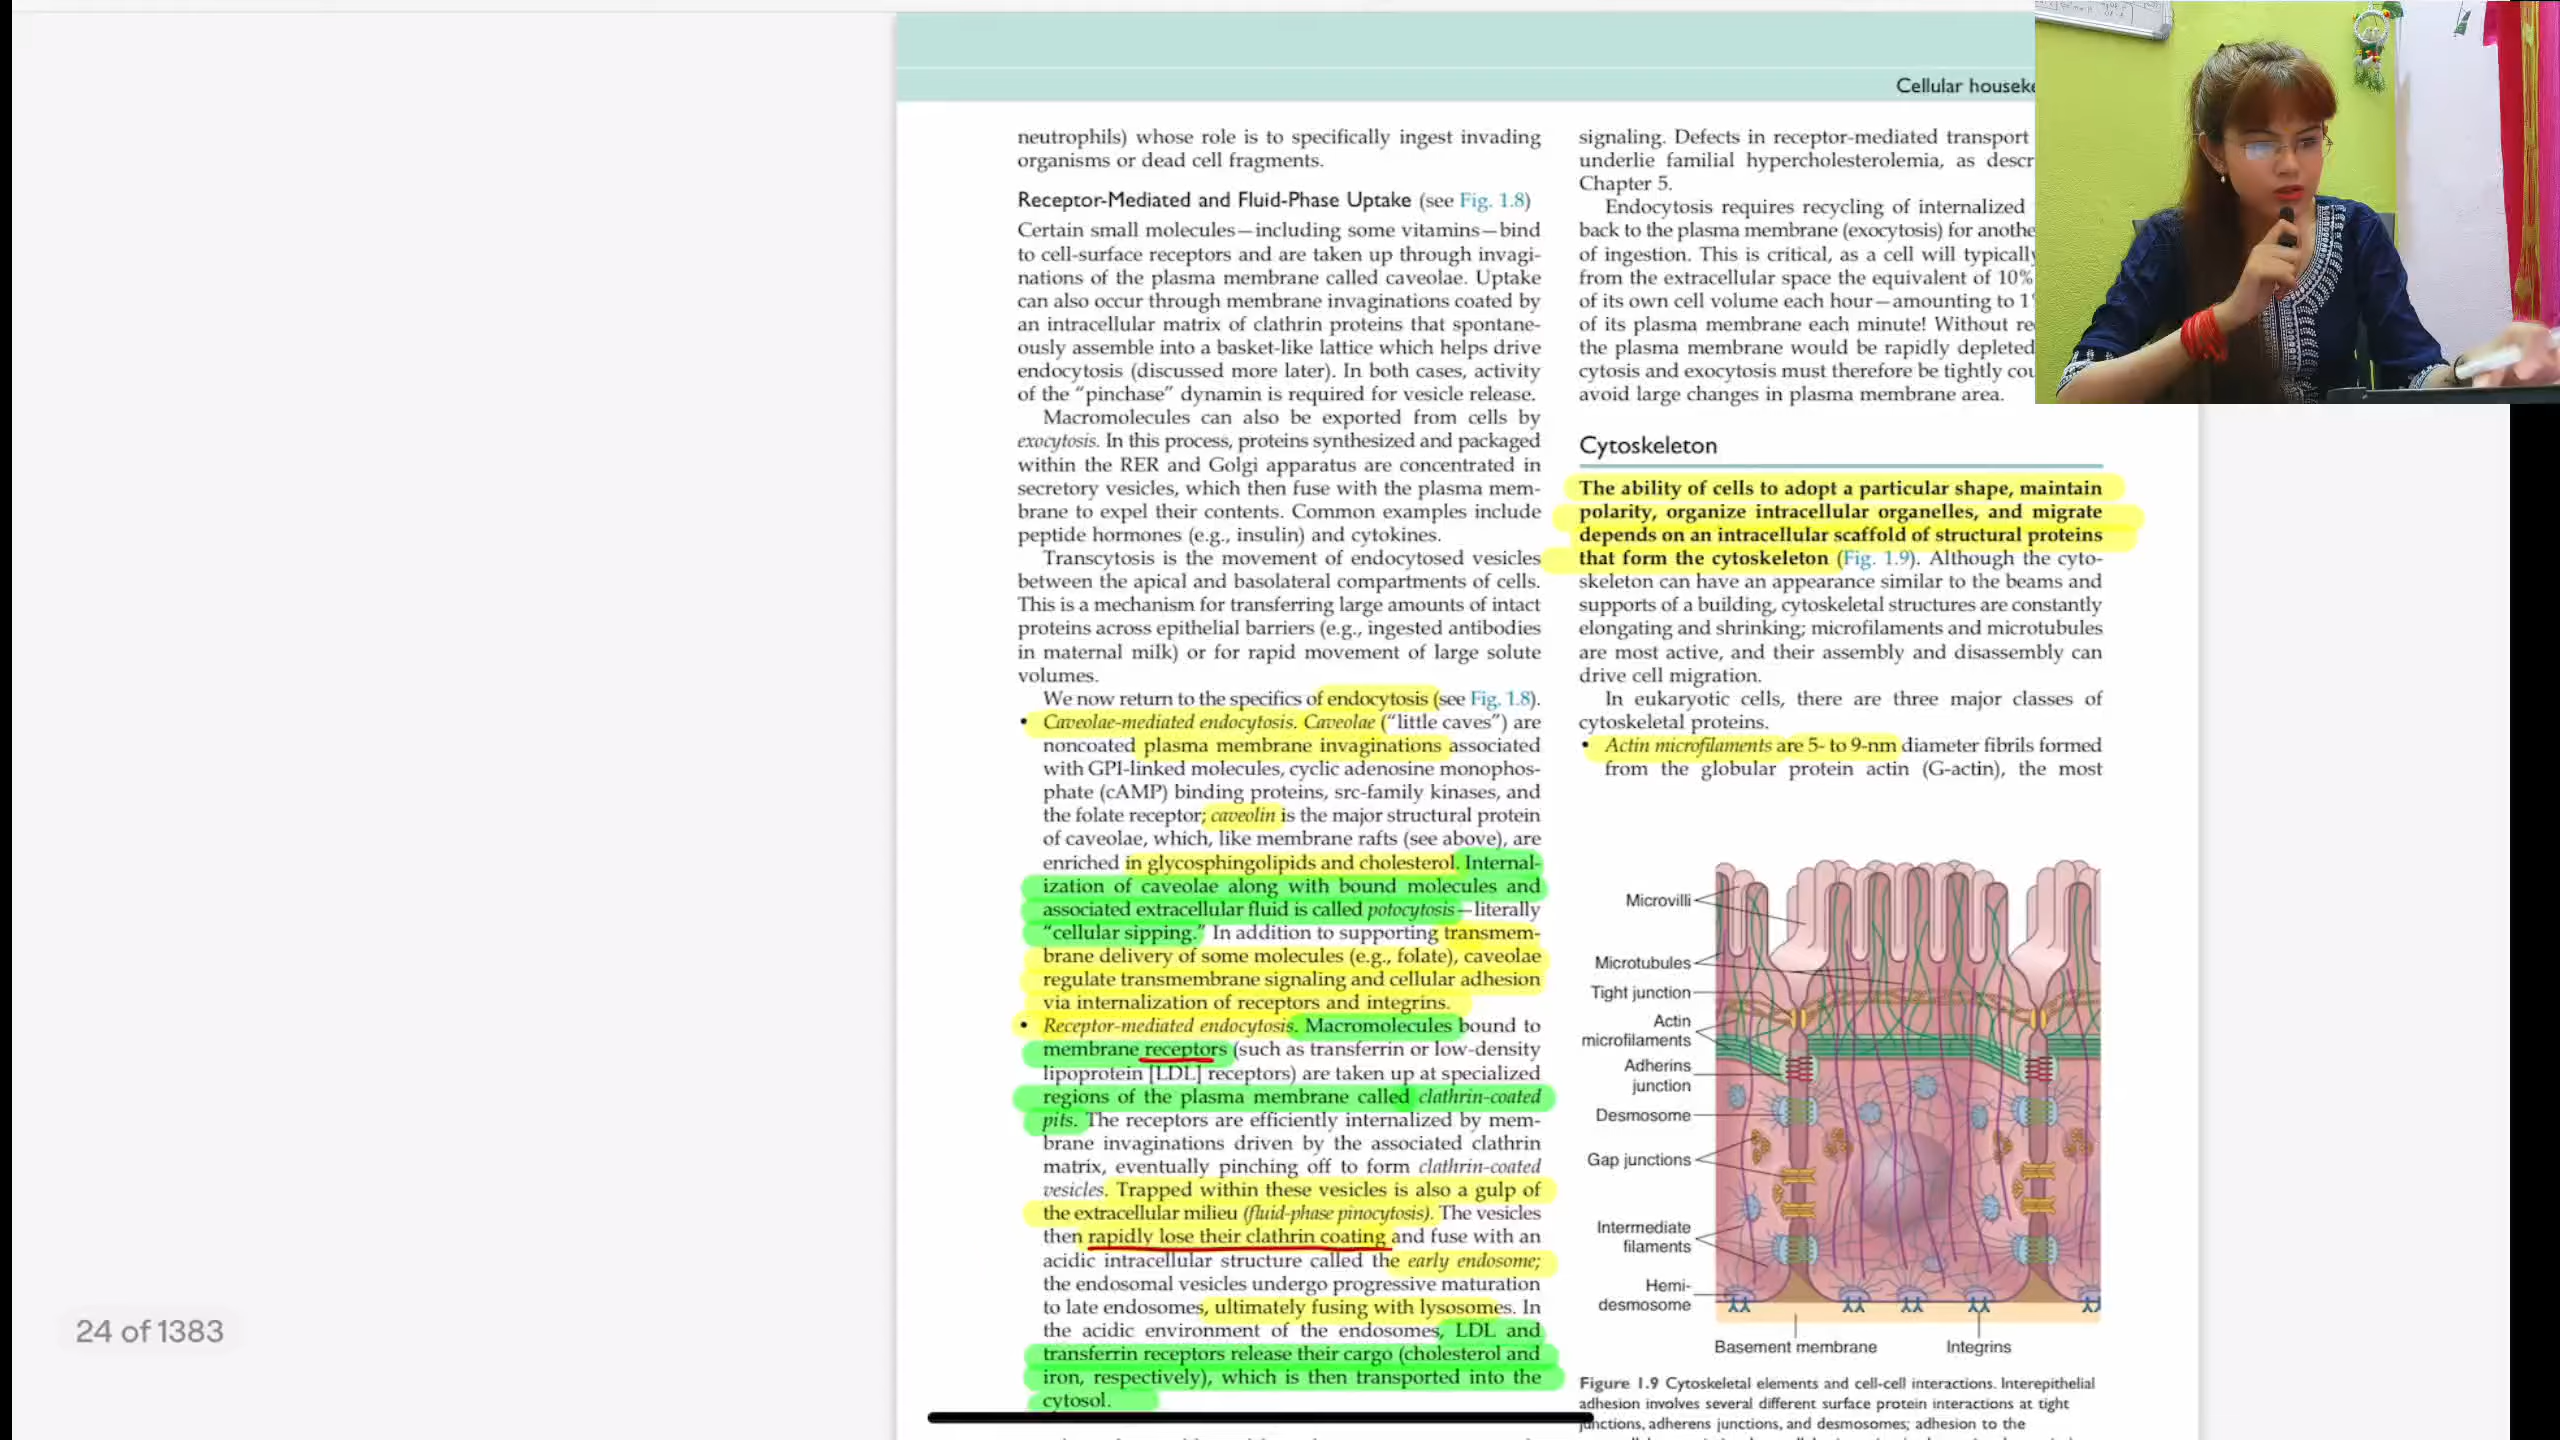 Cellular houseke
neutrophils) whose role is to specifically ingest invading
organisms or dead cell fragments.
Receptor-Mediated and Fluid-Phase Uptake (see Fig. 1.8)
Certain small molecules—including some vitamins—bind
to cell-surface receptors and are taken up through invagi-
nations of the plasma membrane called caveolae. Uptake
can also occur through membrane invaginations coated by
an intracellular matrix of clathrin proteins that spontane-
ously assemble into a basket-like lattice which helps drive
endocytosis (discussed more later). In both cases, activity
of the “pinchase” dynamin is required for vesicle release.
Macromolecules can also be exported from cells by
exocytosis. In this process, proteins synthesized and packaged
within the RER and Golgi apparatus are concentrated in
secretory vesicles, which then fuse with the plasma mem-
brane to expel their contents. Common examples include
peptide hormones (e.g., insulin) and cytokines.
Transcytosis is the movement of endocytosed vesicles
between the apical and basolateral compartments of cells.
This is a mechanism for transferring large amounts of intact
proteins across epithelial barriers (e.g., ingested antibodies
in maternal milk) or for rapid movement of large solute
volumes.
We now return to the specifics of endocytosis (see Fig. 1.8).
• Caveolae-mediated endocytosis. Caveolae (“little caves”) are
noncoated plasma membrane invaginations associated
with GPI-linked molecules, cyclic adenosine monophos-
phate (cAMP) binding proteins, src-family kinases, and
the folate receptor; caveolin is the major structural protein
of caveolae, which, like membrane rafts (see above), are
enriched in glycosphingolipids and cholesterol. Internal-
ization of caveolae along with bound molecules and
associated extracellular fluid is called potocytosis—literally
“cellular sipping.” In addition to supporting transmem-
brane delivery of some molecules (e.g., folate), caveolae
regulate transmembrane signaling and cellular adhesion
via internalization of receptors and integrins.
• Receptor-mediated endocytosis. Macromolecules bound to
membrane receptors (such as transferrin or low-density
lipoprotein [LDL] receptors) are taken up at specialized
regions of the plasma membrane called clathrin-coated
pits. The receptors are efficiently internalized by mem-
brane invaginations driven by the associated clathrin
matrix, eventually pinching off to form clathrin-coated
vesicles. Trapped within these vesicles is also a gulp of
the extracellular milieu (fluid-phase pinocytosis). The vesicles
then rapidly lose their clathrin coating and fuse with an
acidic intracellular structure called the early endosome;
the endosomal vesicles undergo progressive maturation
to late endosomes, ultimately fusing with lysosomes. In
the acidic environment of the endosomes, LDL and
transferrin receptors release their cargo (cholesterol and
iron, respectively), which is then transported into the
cytosol.
signaling. Defects in receptor-mediated transport
underlie familial hypercholesterolemia, as descr
Chapter 5.
Endocytosis requires recycling of internalized
back to the plasma membrane (exocytosis) for anothe
of ingestion. This is critical, as a cell will typically
from the extracellular space the equivalent of 10%
of its own cell volume each hour—amounting to 1
of its plasma membrane each minute! Without re
the plasma membrane would be rapidly depleted
cytosis and exocytosis must therefore be tightly cou
avoid large changes in plasma membrane area.
Cytoskeleton
The ability of cells to adopt a particular shape, maintain
polarity, organize intracellular organelles, and migrate
depends on an intracellular scaffold of structural proteins
that form the cytoskeleton (Fig. 1.9). Although the cyto-
skeleton can have an appearance similar to the beams and
supports of a building, cytoskeletal structures are constantly
elongating and shrinking; microfilaments and microtubules
are most active, and their assembly and disassembly can
drive cell migration.
In eukaryotic cells, there are three major classes of
cytoskeletal proteins.
• Actin microfilaments are 5- to 9-nm diameter fibrils formed
from the globular protein actin (G-actin), the most
Microvilli
Microtubules
Tight junction
Actin
microfilaments
Adherins
junction
Desmosome
Gap junctions
Intermediate
filaments
Hemi-
desmosome
Basement membrane
Integrins
Figure 1.9 Cytoskeletal elements and cell-cell interactions. Interepithelial
adhesion involves several different surface protein interactions at tight
junctions, adherens junctions, and desmosomes; adhesion to the
24 of 1383